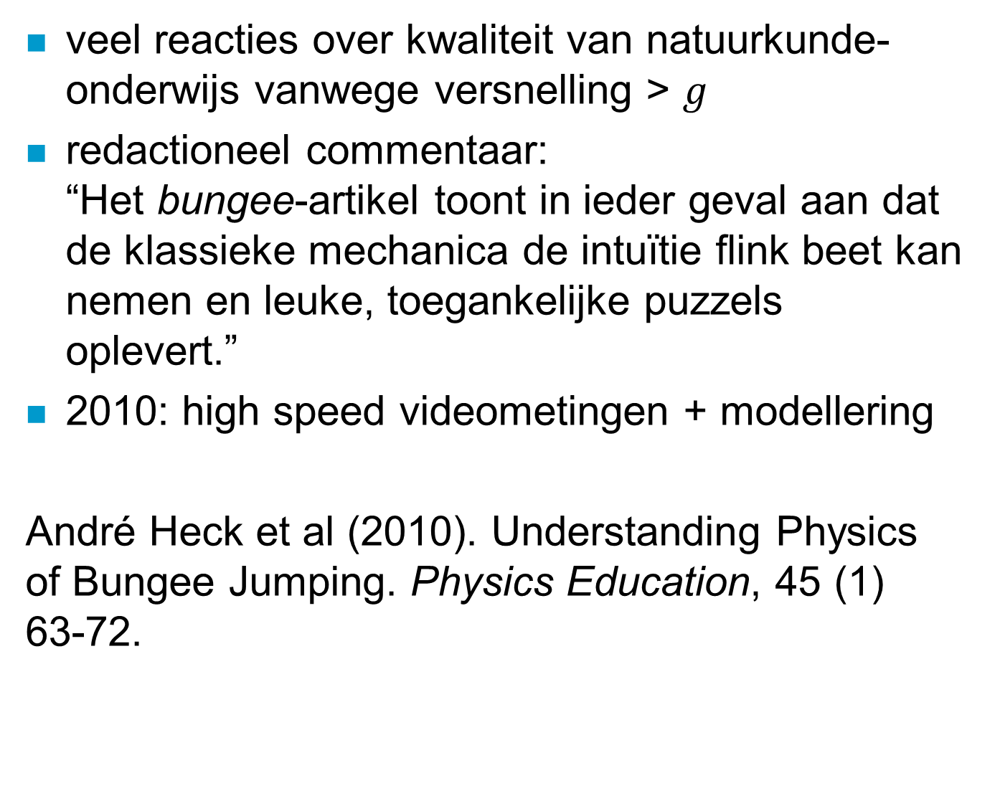 veel reacties over kwaliteit van natuurkunde-
onderwijs vanwege versnelling > g
redactioneel commentaar:
“Het bungee-artikel toont in ieder geval aan dat
de klassieke mechanica de intuïtie flink beet kan
nemen en leuke, toegankelijke puzzels
oplevert.”
2010: high speed videometingen + modellering
André Heck et al (2010). Understanding Physics
of Bungee Jumping. Physics Education, 45 (1)
63-72.